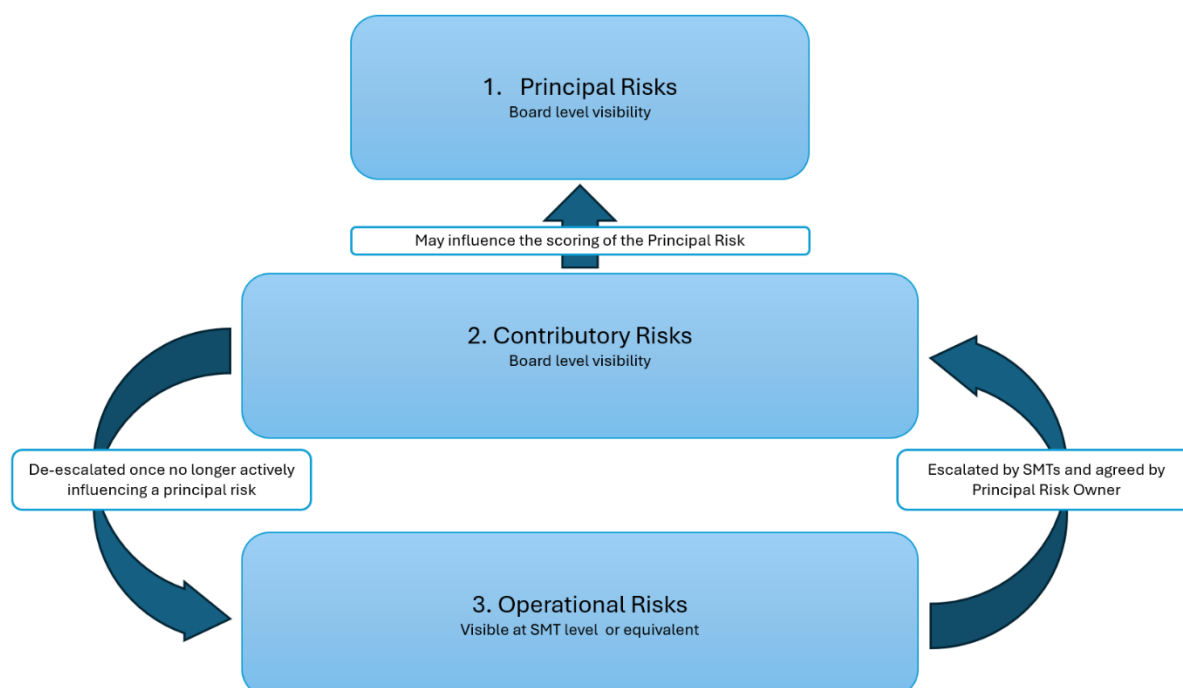 1. Principal Risks
Board level visibility
May influence the scoring of the Principal Risk
2. Contributory Risks
Board level visibility
De-escalated once no longer actively
influencing a principal risk
Escalated by SMTs and agreed by
Principal Risk Owner
3. Operational Risks
Visible at SMT level or equivalent